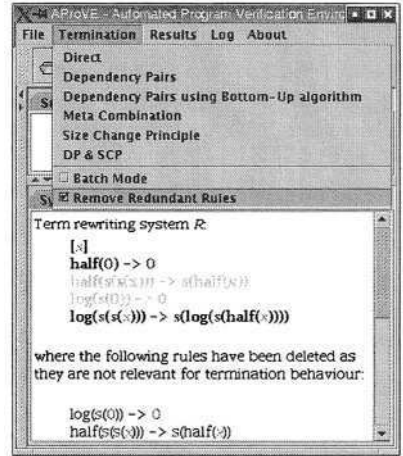 AProVE - Automated Program Verification Enviro
File Termination Results Log About
Direct
Dependency Pairs
Dependency Pairs using Bottom-Up algorithm
Meta Combination
Size Change Principle
DP & SCP
Batch Mode
Sy Remove Redundant Rules
Term rewriting system R:
[x]
half(0) -> 0
half(s(s(x))) -> s(half(x))
log(s(0)) -> 0
log(s(s(x))) -> s(log(s(half(x))))
where the following rules have been deleted as
they are not relevant for termination behaviour:
log(s(0)) -> 0
half(s(s(x))) -> s(half(x))